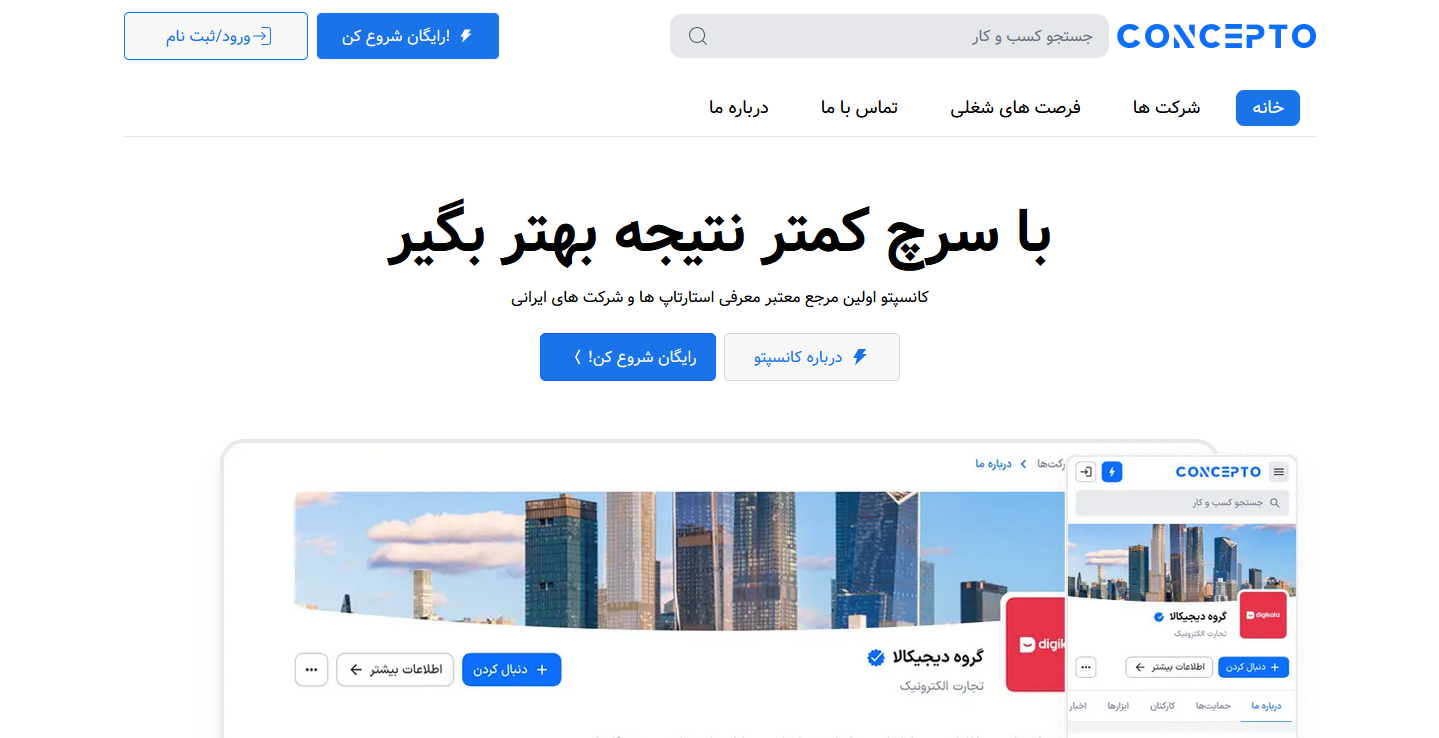 CONCEPTO
جستجو کسب و کار
!رایگان شروع کن
ورود/ثبت نام
خانه
شرکت ها
فرصت های شغلی
تماس با ما
درباره ما
با سرچ کمتر نتیجه بهتر بگیر
کانسپتو اولین مرجع معتبر معرفی استارتاپ ها و شرکت های ایرانی
درباره کانسپتو
رایگان شروع کن!
درباره ما
گروه دیجیکالا
تجارت الکترونیک
دنبال کردن
اطلاعات بیشتر
CONCEPTO
جستجو کسب و کار
digikala
گروه دیجیکالا
تجارت الکترونیک
دنبال کردن
اطلاعات بیشتر
درباره ما
حمایت‌ها
کارکنان
ابزارها
اخبار